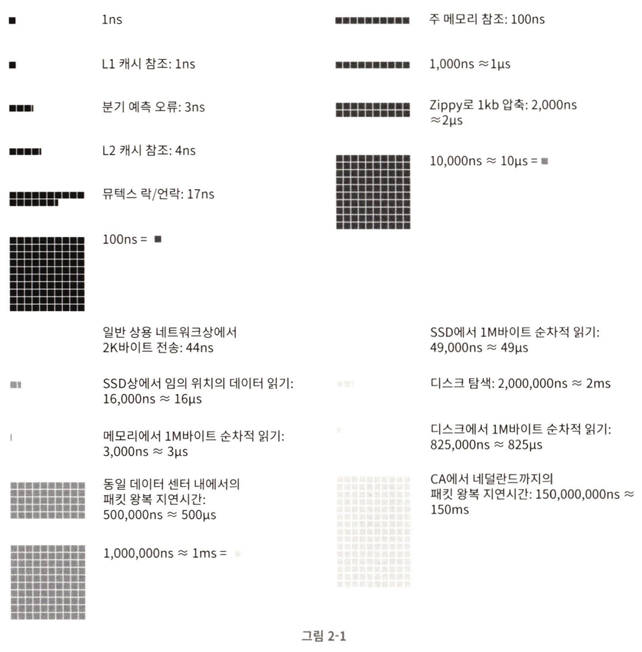 1ns
L1 캐시 참조: 1ns
분기 예측 오류: 3ns
L2 캐시 참조: 4ns
뮤텍스 락/언락: 17ns
100ns =
주 메모리 참조: 100ns
1,000ns ≈1µs
Zippy로 1kb 압축: 2,000ns
≈2µs
10,000ns ≈ 10µs =
일반 상용 네트워크상에서
2K바이트 전송: 44ns
SSD상에서 임의 위치의 데이터 읽기:
16,000ns ≈ 16µs
메모리에서 1M바이트 순차적 읽기:
3,000ns ≈ 3µs
동일 데이터 센터 내에서의
패킷 왕복 지연시간:
500,000ns ≈ 500µs
1,000,000ns ≈ 1ms =
SSD에서 1M바이트 순차적 읽기:
49,000ns ≈ 49µs
디스크 탐색: 2,000,000ns ≈ 2ms
디스크에서 1M바이트 순차적 읽기:
825,000ns ≈ 825µs
CA에서 네덜란드까지의
패킷 왕복 지연시간: 150,000,000ns ≈
150ms
그림 2-1